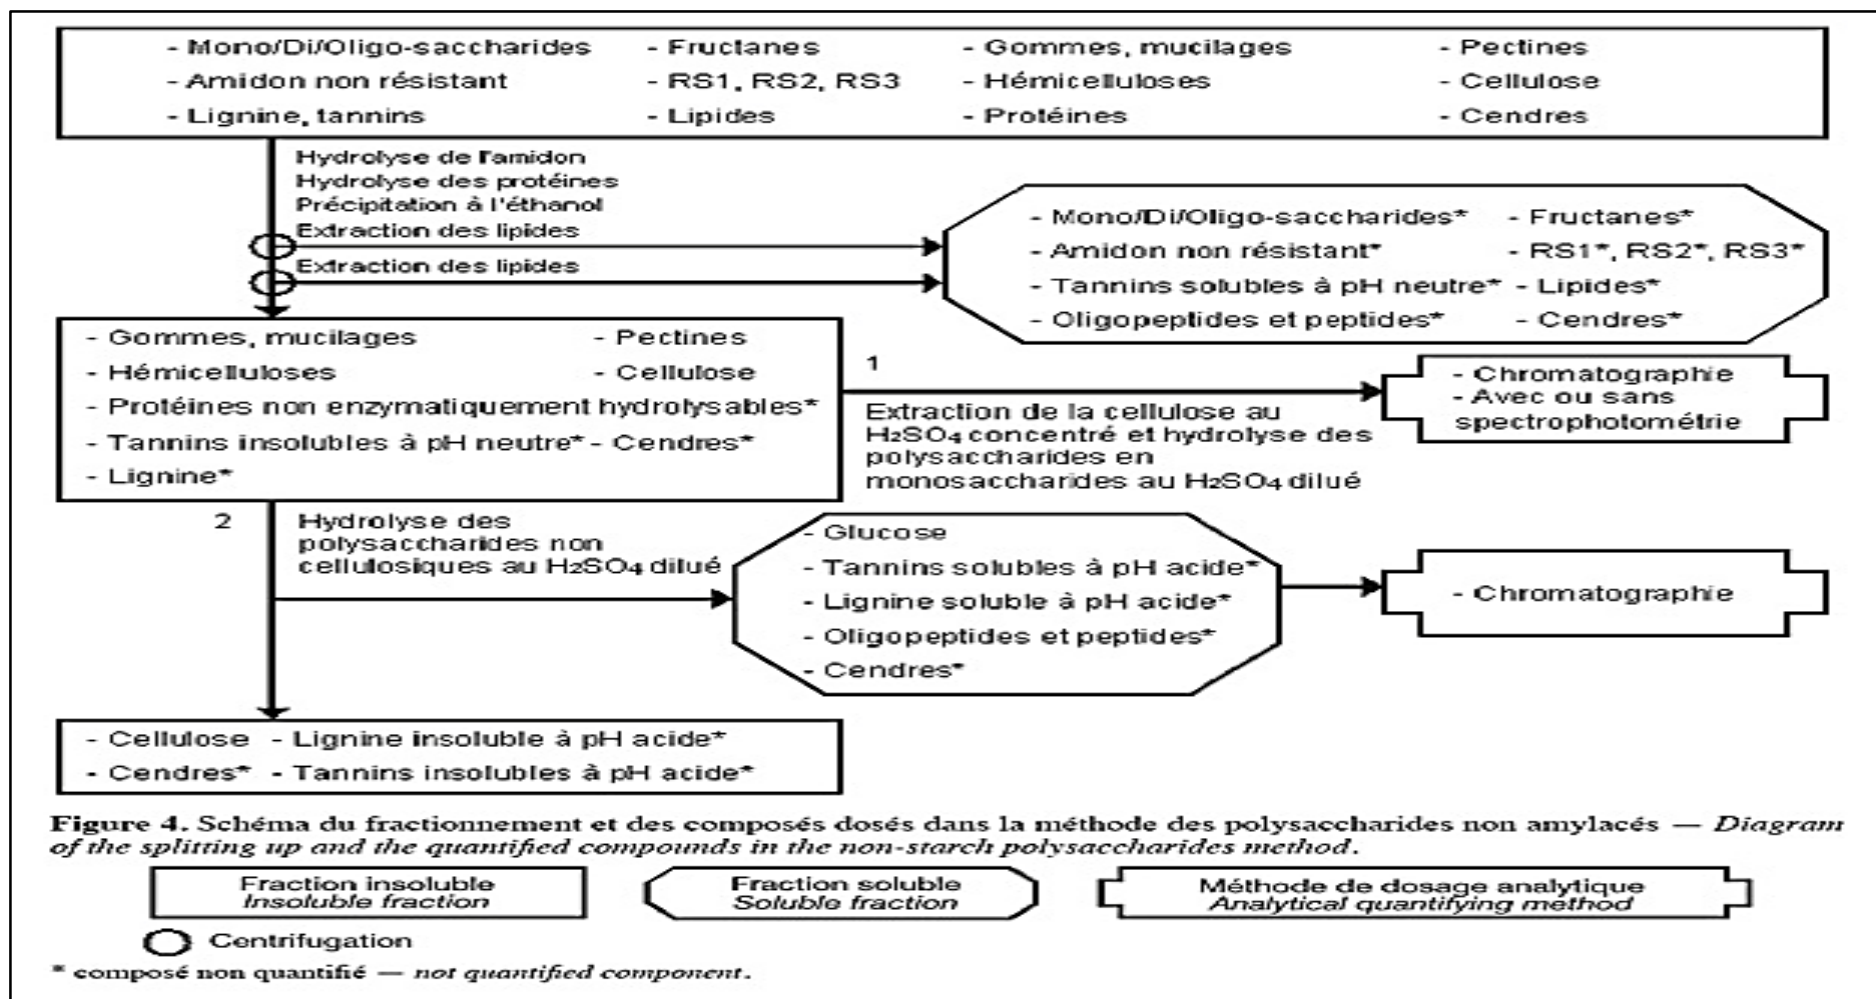 - Mono/Di/Oligo-saccharides - Fructanes - Gommes, mucilages - Pectines
- Amidon non résistant - RS1, RS2, RS3 - Hémicelluloses - Cellulose
- Lignine, tannins - Lipides - Protéines - Cendres
Hydrolyse de l'amidon
Hydrolyse des protéines
Précipitation à l'éthanol
Extraction des lipides
Extraction des lipides
- Mono/Di/Oligo-saccharides* - Fructanes*
- Amidon non résistant* - RS1*, RS2*, RS3*
- Tannins solubles à pH neutre* - Lipides*
- Oligopeptides et peptides* - Cendres*
- Gommes, mucilages - Pectines
- Hémicelluloses - Cellulose
- Protéines non enzymatiquement hydrolysables*
- Tannins insolubles à pH neutre* - Cendres*
- Lignine*
1
Extraction de la cellulose au
H₂SO₄ concentré et hydrolyse des
polysaccharides en
monosaccharides au H₂SO₄ dilué
- Chromatographie
- Avec ou sans
spectrophotométrie
2
Hydrolyse des
polysaccharides non
cellulosiques au H₂SO₄ dilué
- Glucose
- Tannins solubles à pH acide*
- Lignine soluble à pH acide*
- Oligopeptides et peptides*
- Cendres*
- Chromatographie
- Cellulose - Lignine insoluble à pH acide*
- Cendres* - Tannins insolubles à pH acide*
Figure 4. Schéma du fractionnement et des composés dosés dans la méthode des polysaccharides non amylacés — Diagram
of the splitting up and the quantified compounds in the non-starch polysaccharides method.
Fraction insoluble
Insoluble fraction
Fraction soluble
Soluble fraction
Méthode de dosage analytique
Analytical quantifying method
Centrifugation
* composé non quantifié — not quantified component.